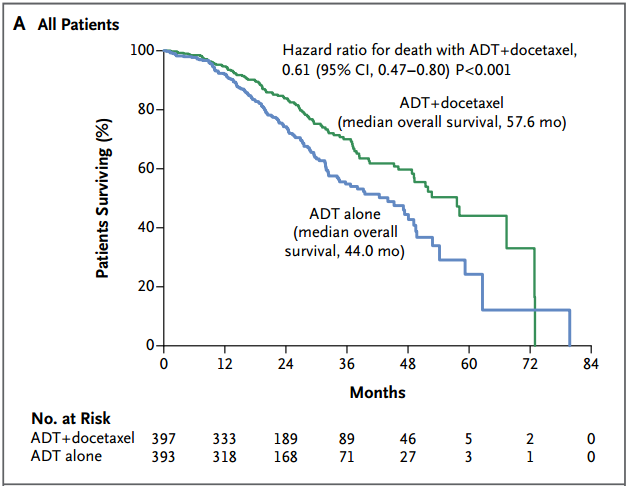 A All Patients
Hazard ratio for death with ADT+docetaxel,
0.61 (95% CI, 0.47–0.80) P<0.001
ADT+docetaxel
(median overall survival, 57.6 mo)
ADT alone
(median overall
survival, 44.0 mo)
Patients Surviving (%)
100
80
60
40
20
0
0 12 24 36 48 60 72 84
Months
No. at Risk
ADT+docetaxel 397 333 189 89 46 5 2 0
ADT alone 393 318 168 71 27 3 1 0